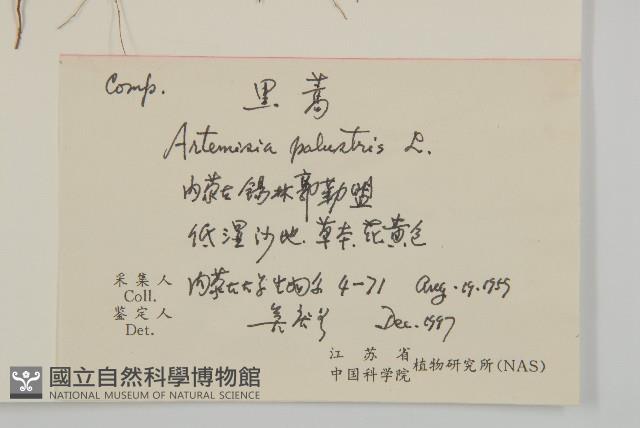 Comp. 黑蒿
Artemisia palustris L.
内蒙古锡林郭勒盟
低湿沙地. 草本. 花黄色
采集人 Coll. 内蒙古大学生物系 4-71 Aug. 19. 1959
鉴定人 Det. Dec. 1997
江苏省
中国科学院 植物研究所(NAS)
國立自然科學博物館
NATIONAL MUSEUM OF NATURAL SCIENCE